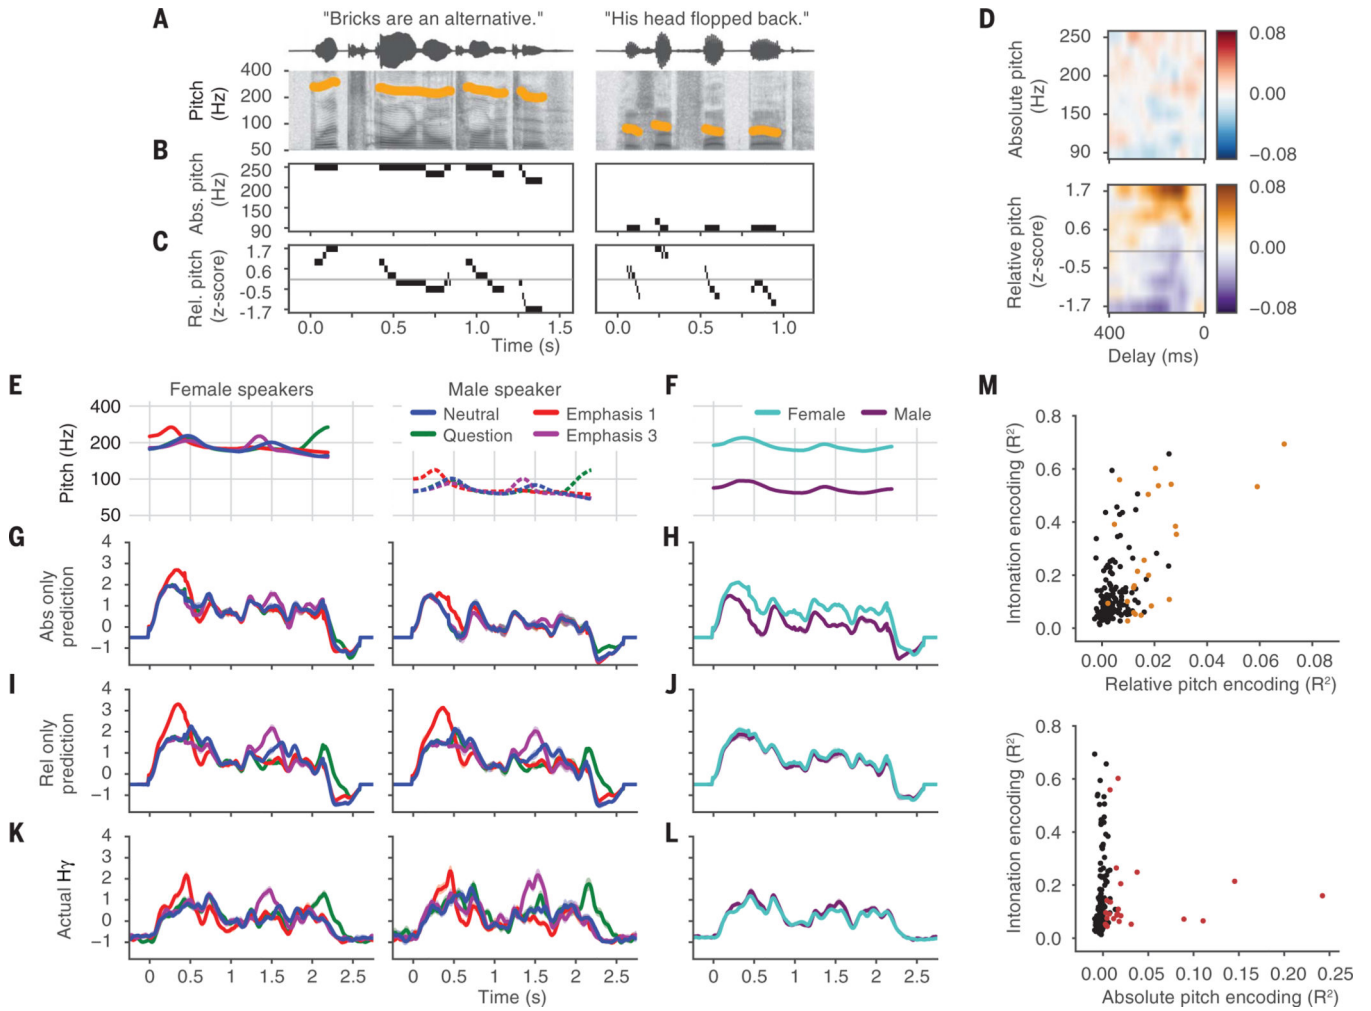 A
"Bricks are an alternative."
"His head flopped back."
Pitch
(Hz)
400
200
100
50
B
Abs. pitch
(Hz)
250
200
150
90
C
Rel. pitch
(z-score)
1.7
0.6
-0.5
-1.7
0.0
0.5
1.0
1.5
0.0
0.5
1.0
Time (s)
D
Absolute pitch
(Hz)
250
200
150
90
0.08
0.00
−0.08
Relative pitch
(z-score)
1.7
0.6
-0.5
-1.7
0.08
0.00
−0.08
400
0
Delay (ms)
E
Female speakers
Male speaker
Neutral
Emphasis 1
Question
Emphasis 3
Pitch (Hz)
400
200
100
50
F
Female
Male
G
Abs only
prediction
4
3
2
1
0
−1
H
I
Rel only
prediction
4
3
2
1
0
−1
J
K
Actual Hγ
4
3
2
1
0
−1
L
0
0.5
1
1.5
2
2.5
0
0.5
1
1.5
2
2.5
0
0.5
1
1.5
2
2.5
Time (s)
M
Intonation encoding (R²)
0.8
0.6
0.4
0.2
0.0
0.00
0.02
0.04
0.06
0.08
Relative pitch encoding (R²)
Intonation encoding (R²)
0.8
0.6
0.4
0.2
0.0
0.00
0.05
0.10
0.15
0.20
0.25
Absolute pitch encoding (R²)